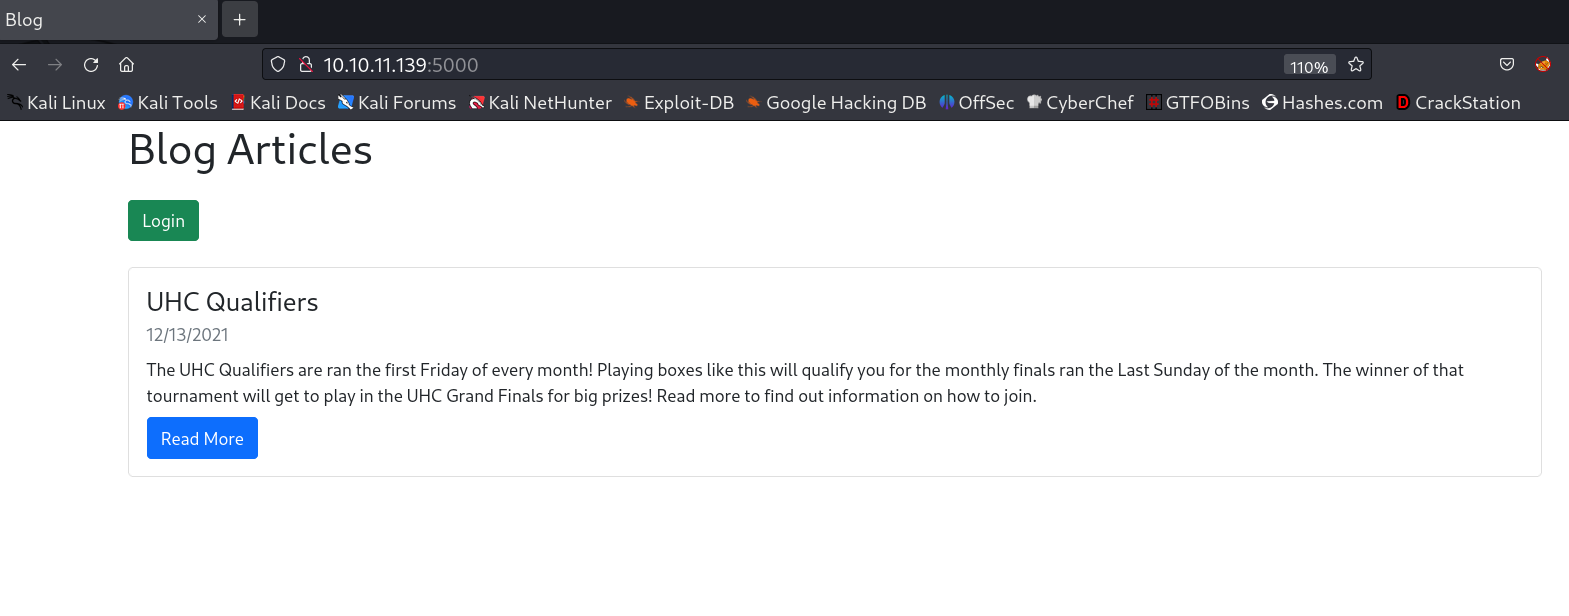 Blog
10.10.11.139:5000
110%
Kali Linux Kali Tools Kali Docs Kali Forums Kali NetHunter Exploit-DB Google Hacking DB OffSec CyberChef GTFOBins Hashes.com CrackStation
Blog Articles
Login
UHC Qualifiers
12/13/2021
The UHC Qualifiers are ran the first Friday of every month! Playing boxes like this will qualify you for the monthly finals ran the Last Sunday of the month. The winner of that
tournament will get to play in the UHC Grand Finals for big prizes! Read more to find out information on how to join.
Read More